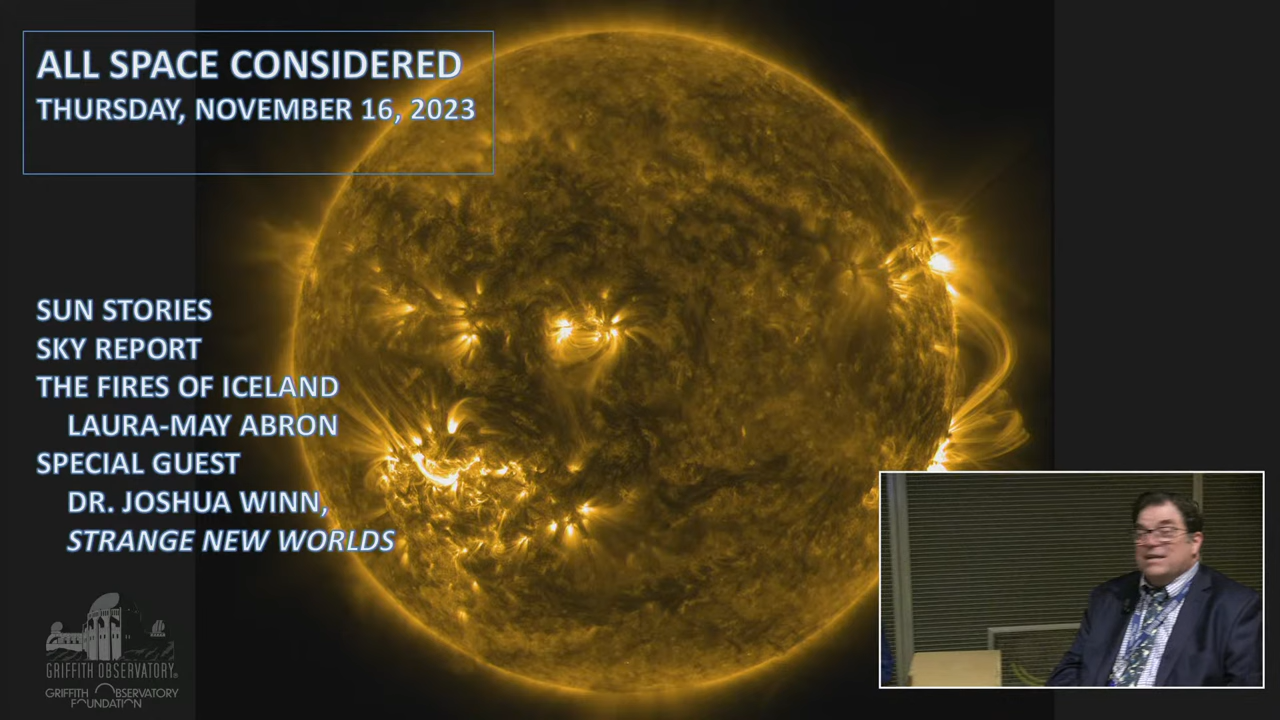 ALL SPACE CONSIDERED
THURSDAY, NOVEMBER 16, 2023
SUN STORIES
SKY REPORT
THE FIRES OF ICELAND
LAURA-MAY ABRON
SPECIAL GUEST
DR. JOSHUA WINN,
STRANGE NEW WORLDS
GRIFFITH OBSERVATORY®
GRIFFITH OBSERVATORY
FOUNDATION